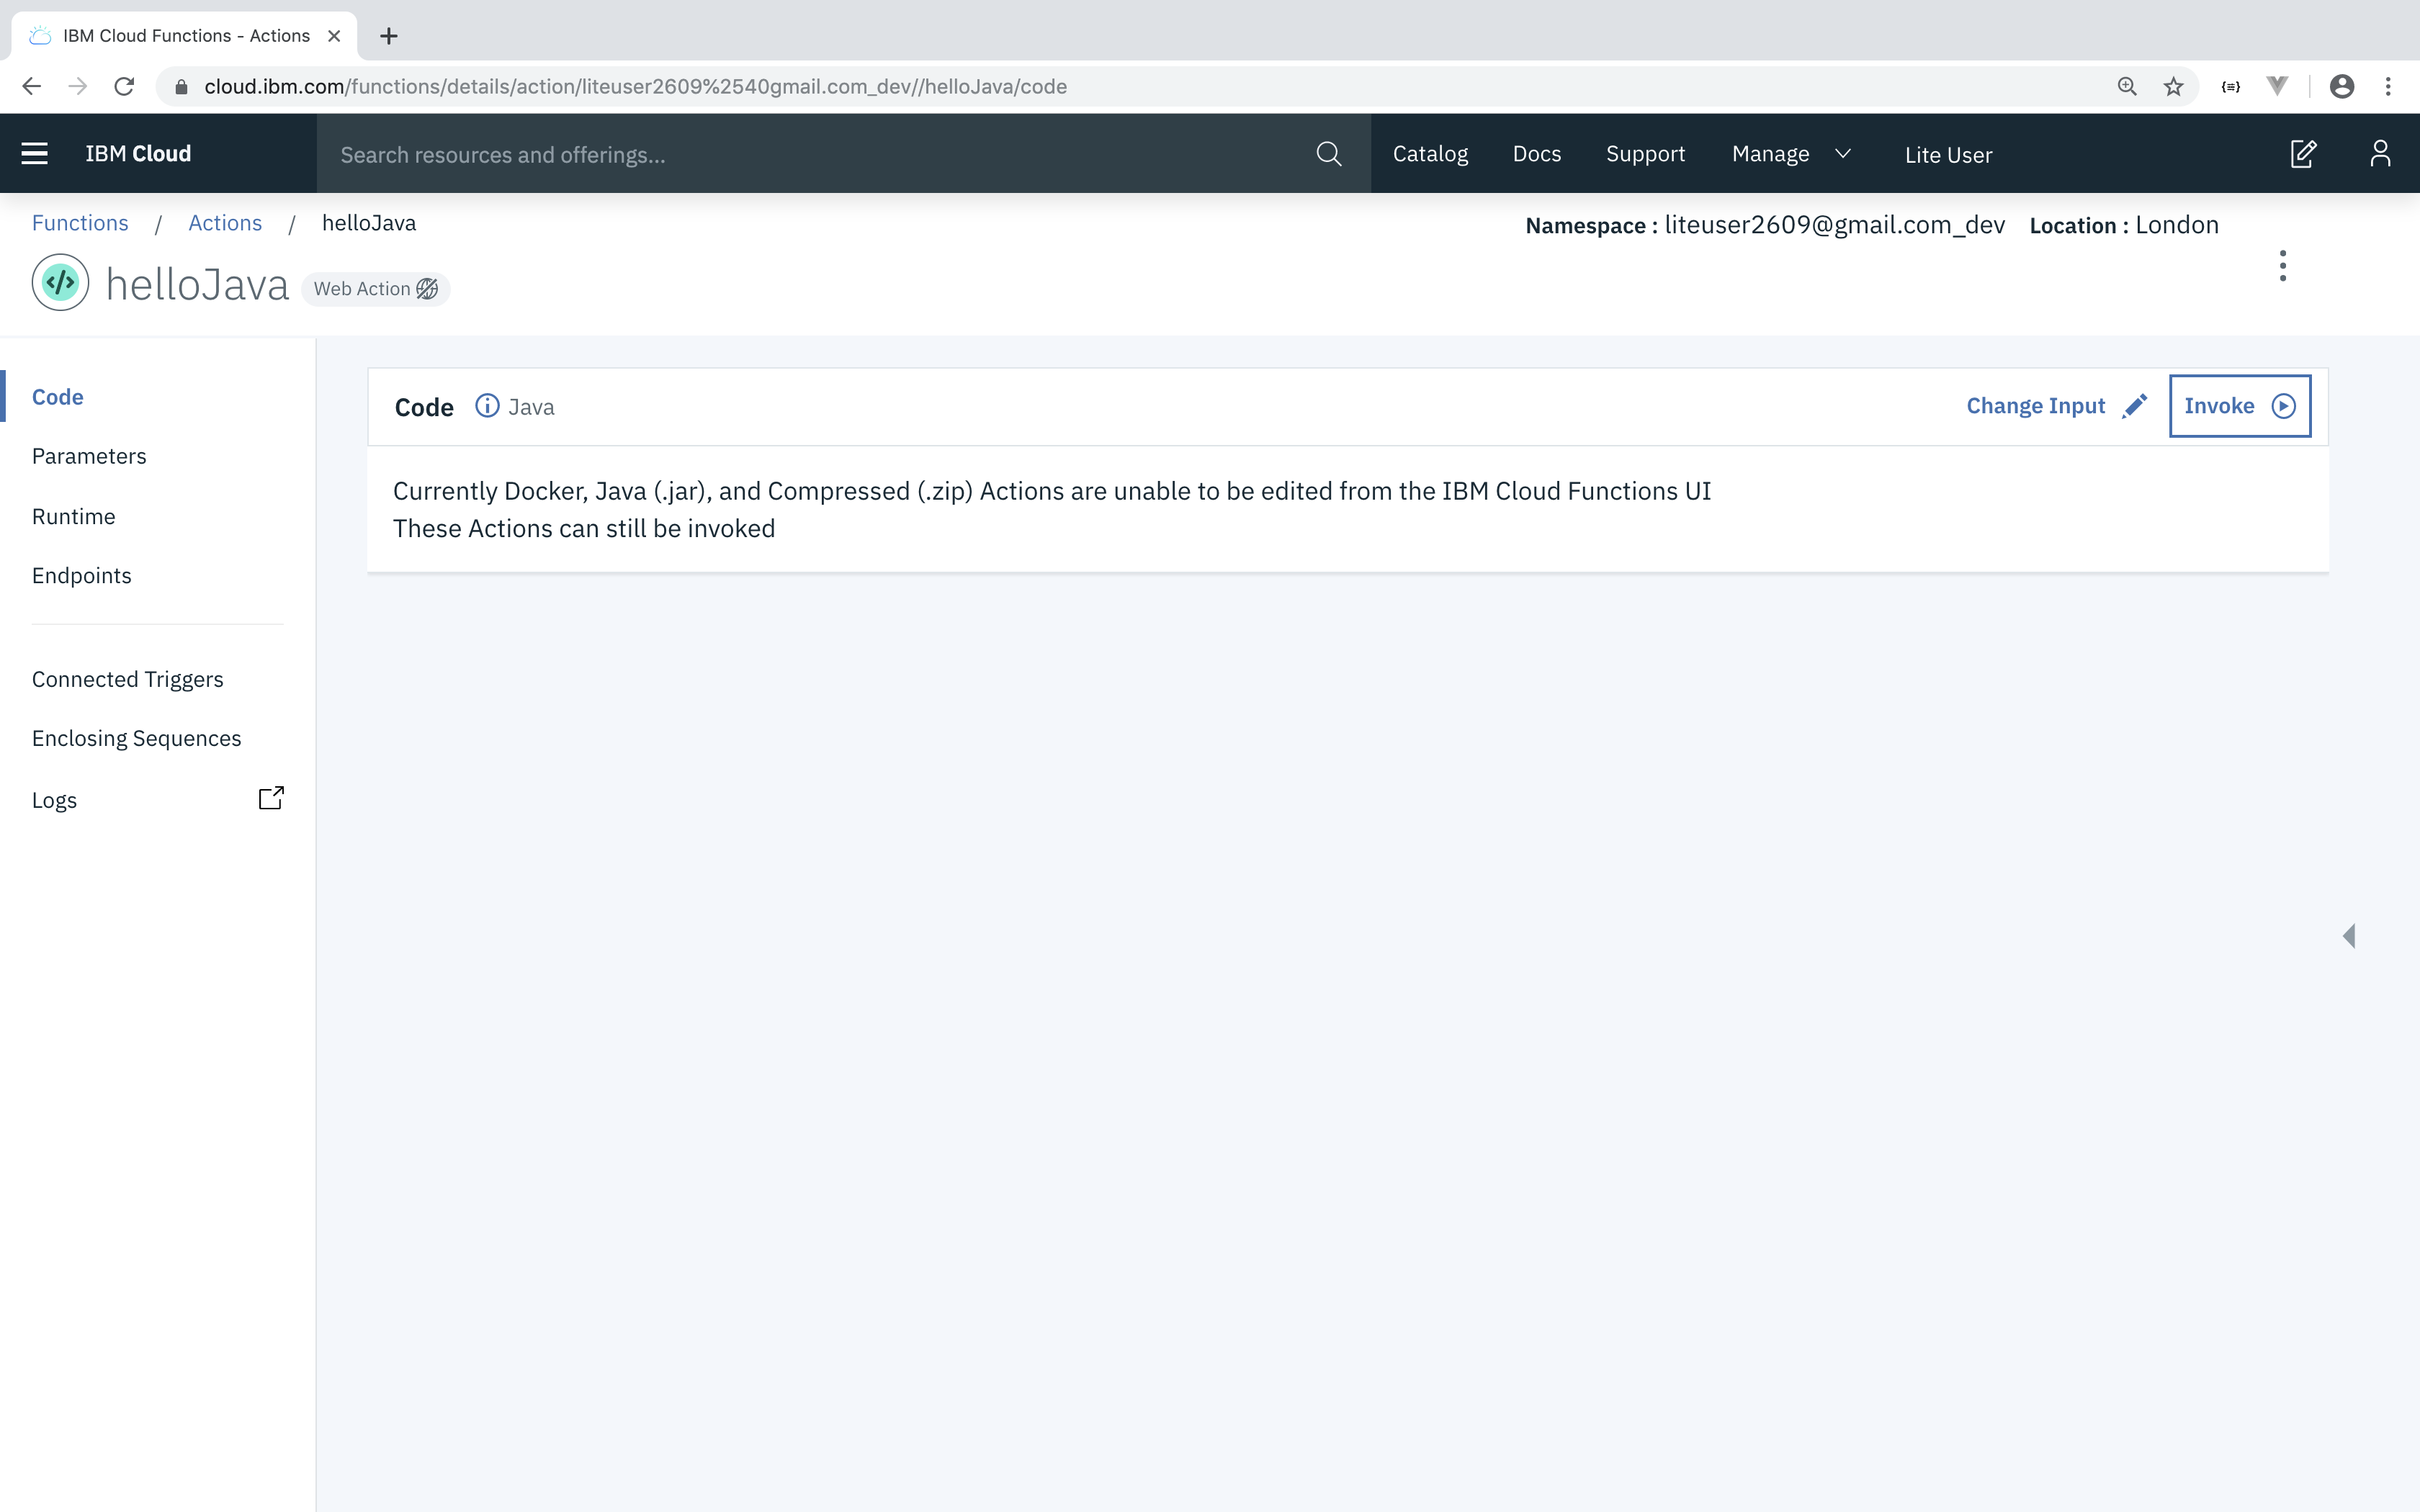 IBM Cloud Functions - Actions
cloud.ibm.com/functions/details/action/liteuser2609%2540gmail.com_dev//helloJava/code
IBM Cloud
Search resources and offerings...
Catalog
Docs
Support
Manage
Lite User
Functions / Actions / helloJava
Namespace : liteuser2609@gmail.com_dev Location : London
helloJava
Web Action
Code
Parameters
Runtime
Endpoints
Connected Triggers
Enclosing Sequences
Logs
Code Java
Change Input
Invoke
Currently Docker, Java (.jar), and Compressed (.zip) Actions are unable to be edited from the IBM Cloud Functions UI
These Actions can still be invoked